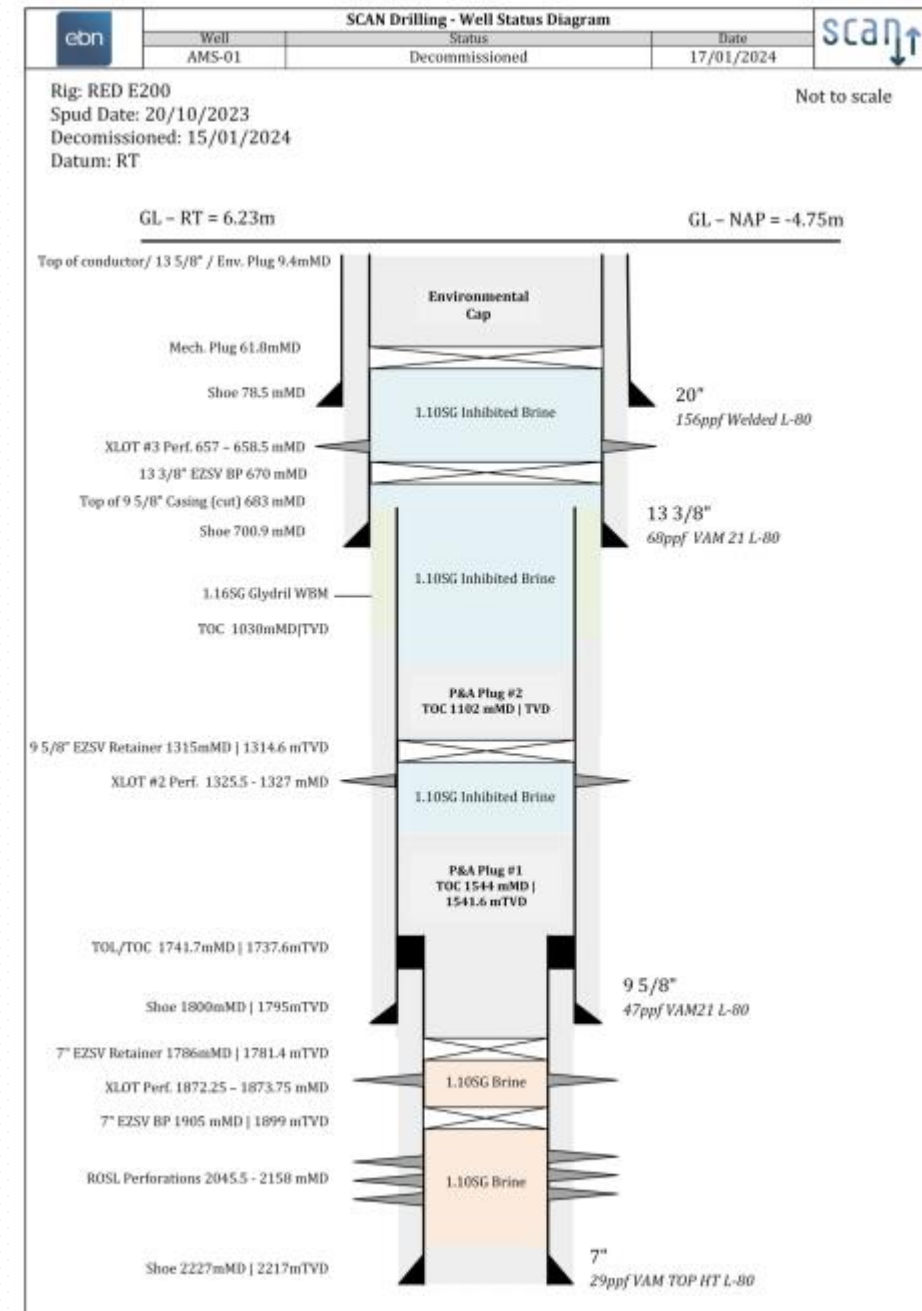 ebn
SCAN Drilling - Well Status Diagram
scan
Well
Status
Date
AMS-01
Decommissioned
17/01/2024
Rig: RED E200
Not to scale
Spud Date: 20/10/2023
Decomissioned: 15/01/2024
Datum: RT
GL – RT = 6.23m
GL – NAP = -4.75m
Top of conductor/ 13 5/8" / Env. Plug 9.4mMD
Environmental
Cap
Mech. Plug 61.8mMD
Shoe 78.5 mMD
20"
156ppf Welded L-80
1.10SG Inhibited Brine
XLOT #3 Perf. 657 – 658.5 mMD
13 3/8" EZSV BP 670 mMD
Top of 9 5/8" Casing (cut) 683 mMD
13 3/8"
68ppf VAM 21 L-80
Shoe 700.9 mMD
1.10SG Inhibited Brine
1.16SG Glydril WBM
TOC 1030mMD|TVD
P&A Plug #2
TOC 1102 mMD | TVD
9 5/8" EZSV Retainer 1315mMD | 1314.6 mTVD
XLOT #2 Perf. 1325.5 - 1327 mMD
1.10SG Inhibited Brine
P&A Plug #1
TOC 1544 mMD |
1541.6 mTVD
TOL/TOC 1741.7mMD | 1737.6mTVD
9 5/8"
47ppf VAM21 L-80
Shoe 1800mMD | 1795mTVD
7" EZSV Retainer 1786mMD | 1781.4 mTVD
XLOT Perf. 1872.25 – 1873.75 mMD
1.10SG Brine
7" EZSV BP 1905 mMD | 1899 mTVD
ROSL Perforations 2045.5 - 2158 mMD
1.10SG Brine
7"
29ppf VAM TOP HT L-80
Shoe 2227mMD | 2217mTVD